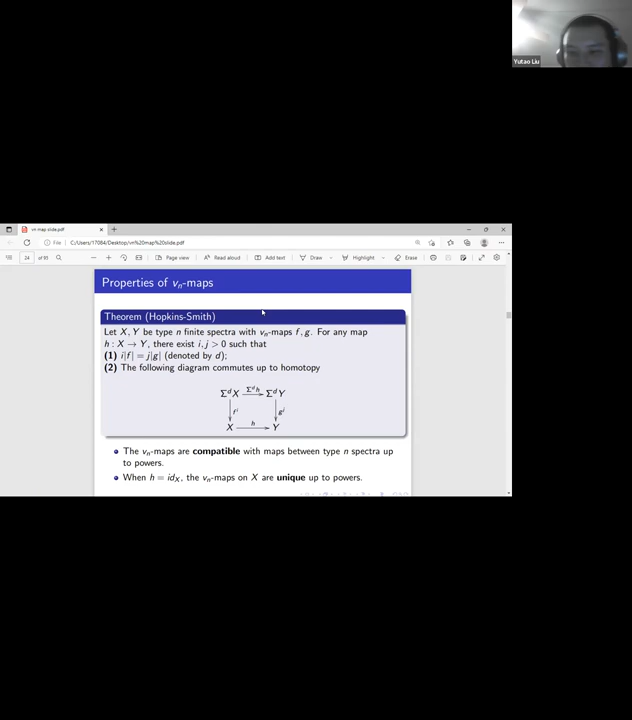 Yutao Liu
vn map slide.pdf
File C:/Users/17084/Desktop/vn%20map%20slide.pdf
24 of 95 Page view Read aloud Add text Draw Highlight Erase
Properties of vₙ-maps
Theorem (Hopkins-Smith)
Let X, Y be type n finite spectra with vₙ-maps f, g. For any map
h : X → Y, there exist i, j > 0 such that
(1) i|f| = j|g| (denoted by d);
(2) The following diagram commutes up to homotopy
ΣᵈX Σᵈh ΣᵈY
fⁱ gʲ
X h Y
The vₙ-maps are compatible with maps between type n spectra up
to powers.
When h = id_X, the vₙ-maps on X are unique up to powers.